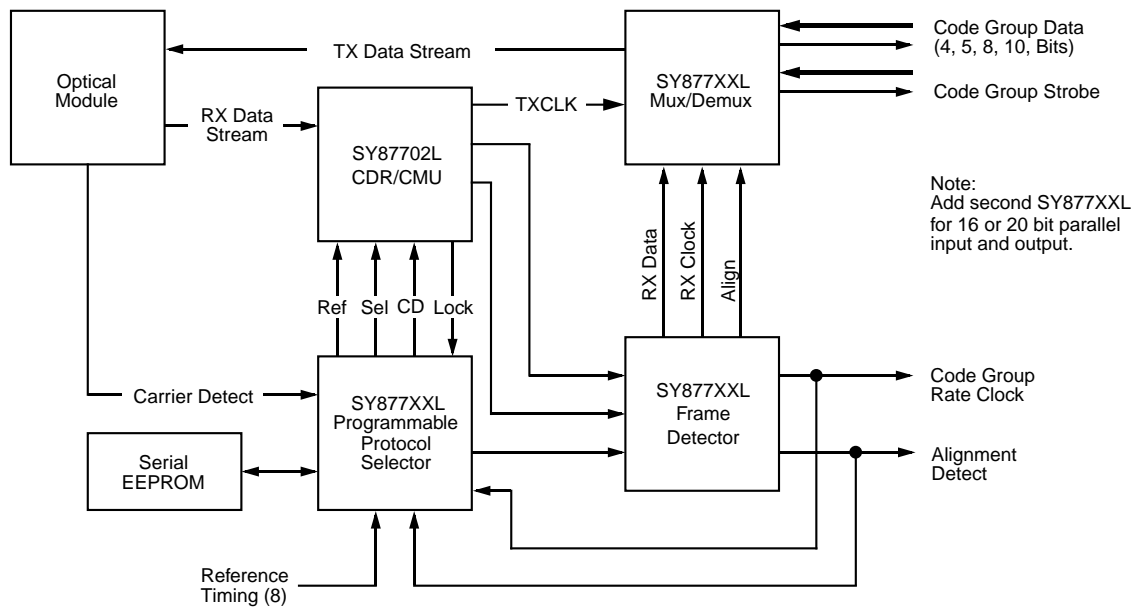 Optical
Module
TX Data Stream
RX Data
Stream
SY87702L
CDR/CMU
TXCLK
SY877XXL
Mux/Demux
Code Group Data
(4, 5, 8, 10, Bits)
Code Group Strobe
Note:
Add second SY877XXL
for 16 or 20 bit parallel
input and output.
Ref
Sel
CD
Lock
RX Data
RX Clock
Align
Carrier Detect
SY877XXL
Programmable
Protocol
Selector
SY877XXL
Frame
Detector
Code Group
Rate Clock
Alignment
Detect
Serial
EEPROM
Reference
Timing (8)